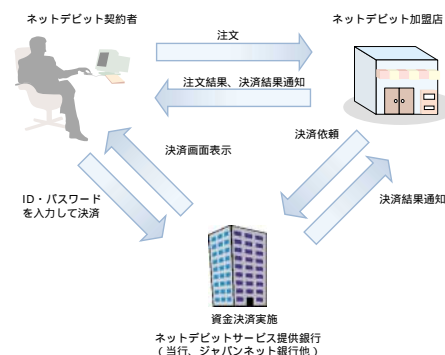 ネットデビット契約者
ネットデビット加盟店
注文
注文結果、決済結果通知
決済画面表示
決済依頼
ID・パスワード
を入力して決済
決済結果通知
資金決済実施
ネットデビットサービス提供銀行
(当行、ジャパンネット銀行他)